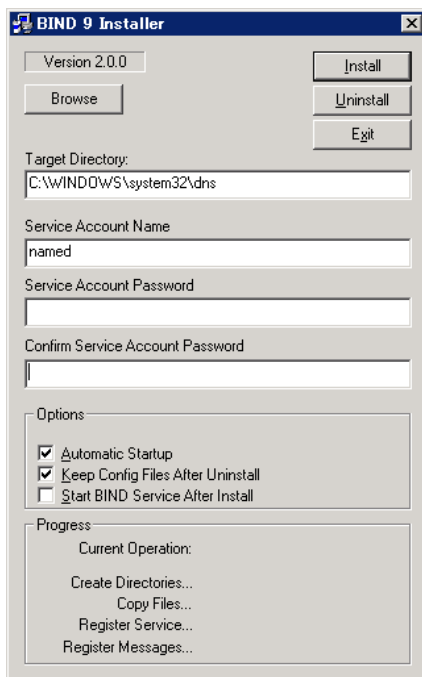 BIND 9 Installer
Version 2.0.0
Install
Browse
Uninstall
Exit
Target Directory:
C:\WINDOWS\system32\dns
Service Account Name
named
Service Account Password
Confirm Service Account Password
Options
Automatic Startup
Keep Config Files After Uninstall
Start BIND Service After Install
Progress
Current Operation:
Create Directories...
Copy Files...
Register Service...
Register Messages...